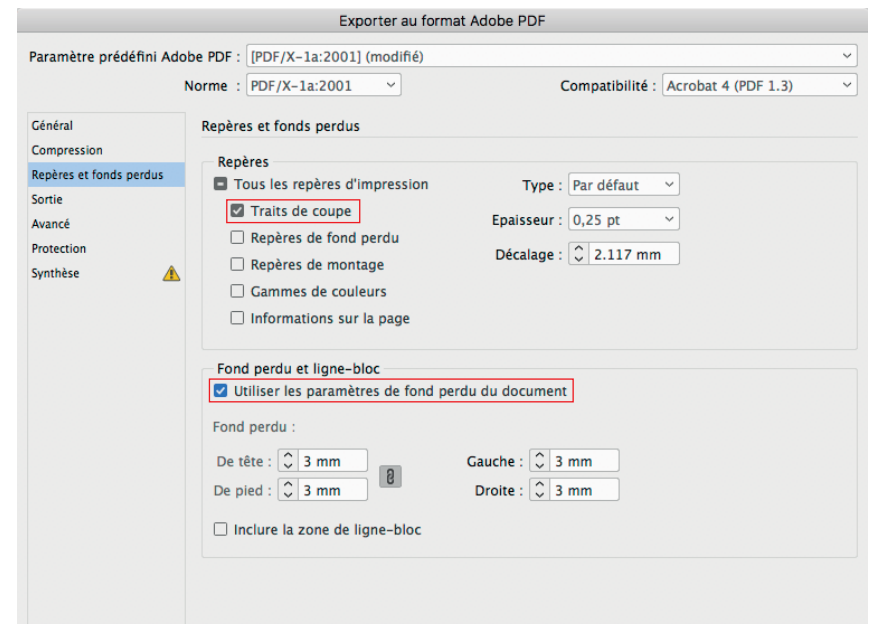 Exporter au format Adobe PDF
Paramètre prédéfini Adobe PDF : [PDF/X-1a:2001] (modifié)
Norme : PDF/X-1a:2001 Compatibilité : Acrobat 4 (PDF 1.3)
Général
Compression
Repères et fonds perdus
Sortie
Avancé
Protection
Synthèse
Repères et fonds perdus
Repères
Tous les repères d'impression
Traits de coupe
Repères de fond perdu
Repères de montage
Gammes de couleurs
Informations sur la page
Type : Par défaut
Epaisseur : 0,25 pt
Décalage : 2.117 mm
Fond perdu et ligne-bloc
Utiliser les paramètres de fond perdu du document
Fond perdu :
De tête : 3 mm Gauche : 3 mm
De pied : 3 mm Droite : 3 mm
Inclure la zone de ligne-bloc